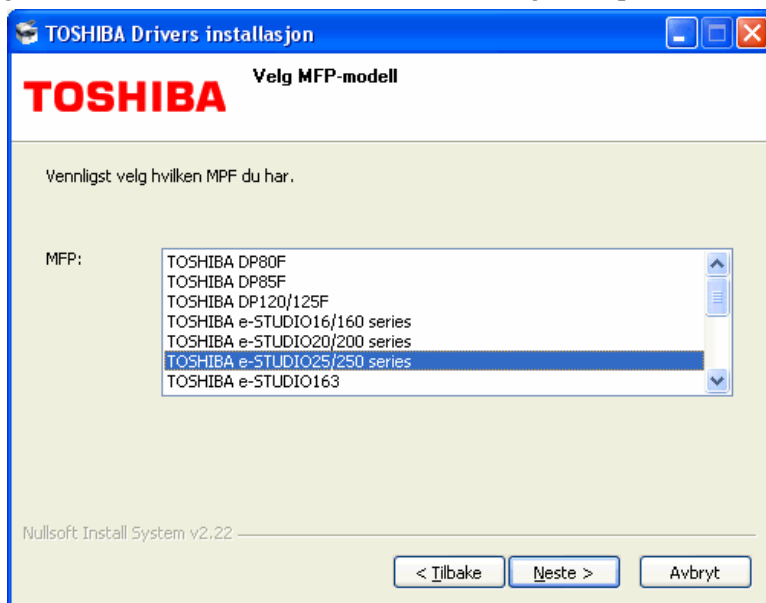 TOSHIBA Drivers installasjon
TOSHIBA
Velg MFP-modell
Vennligst velg hvilken MPF du har.
MFP:
TOSHIBA DP80F
TOSHIBA DP85F
TOSHIBA DP120/125F
TOSHIBA e-STUDIO16/160 series
TOSHIBA e-STUDIO20/200 series
TOSHIBA e-STUDIO25/250 series
TOSHIBA e-STUDIO163
Nullsoft Install System v2.22
< Tilbake Neste > Avbryt